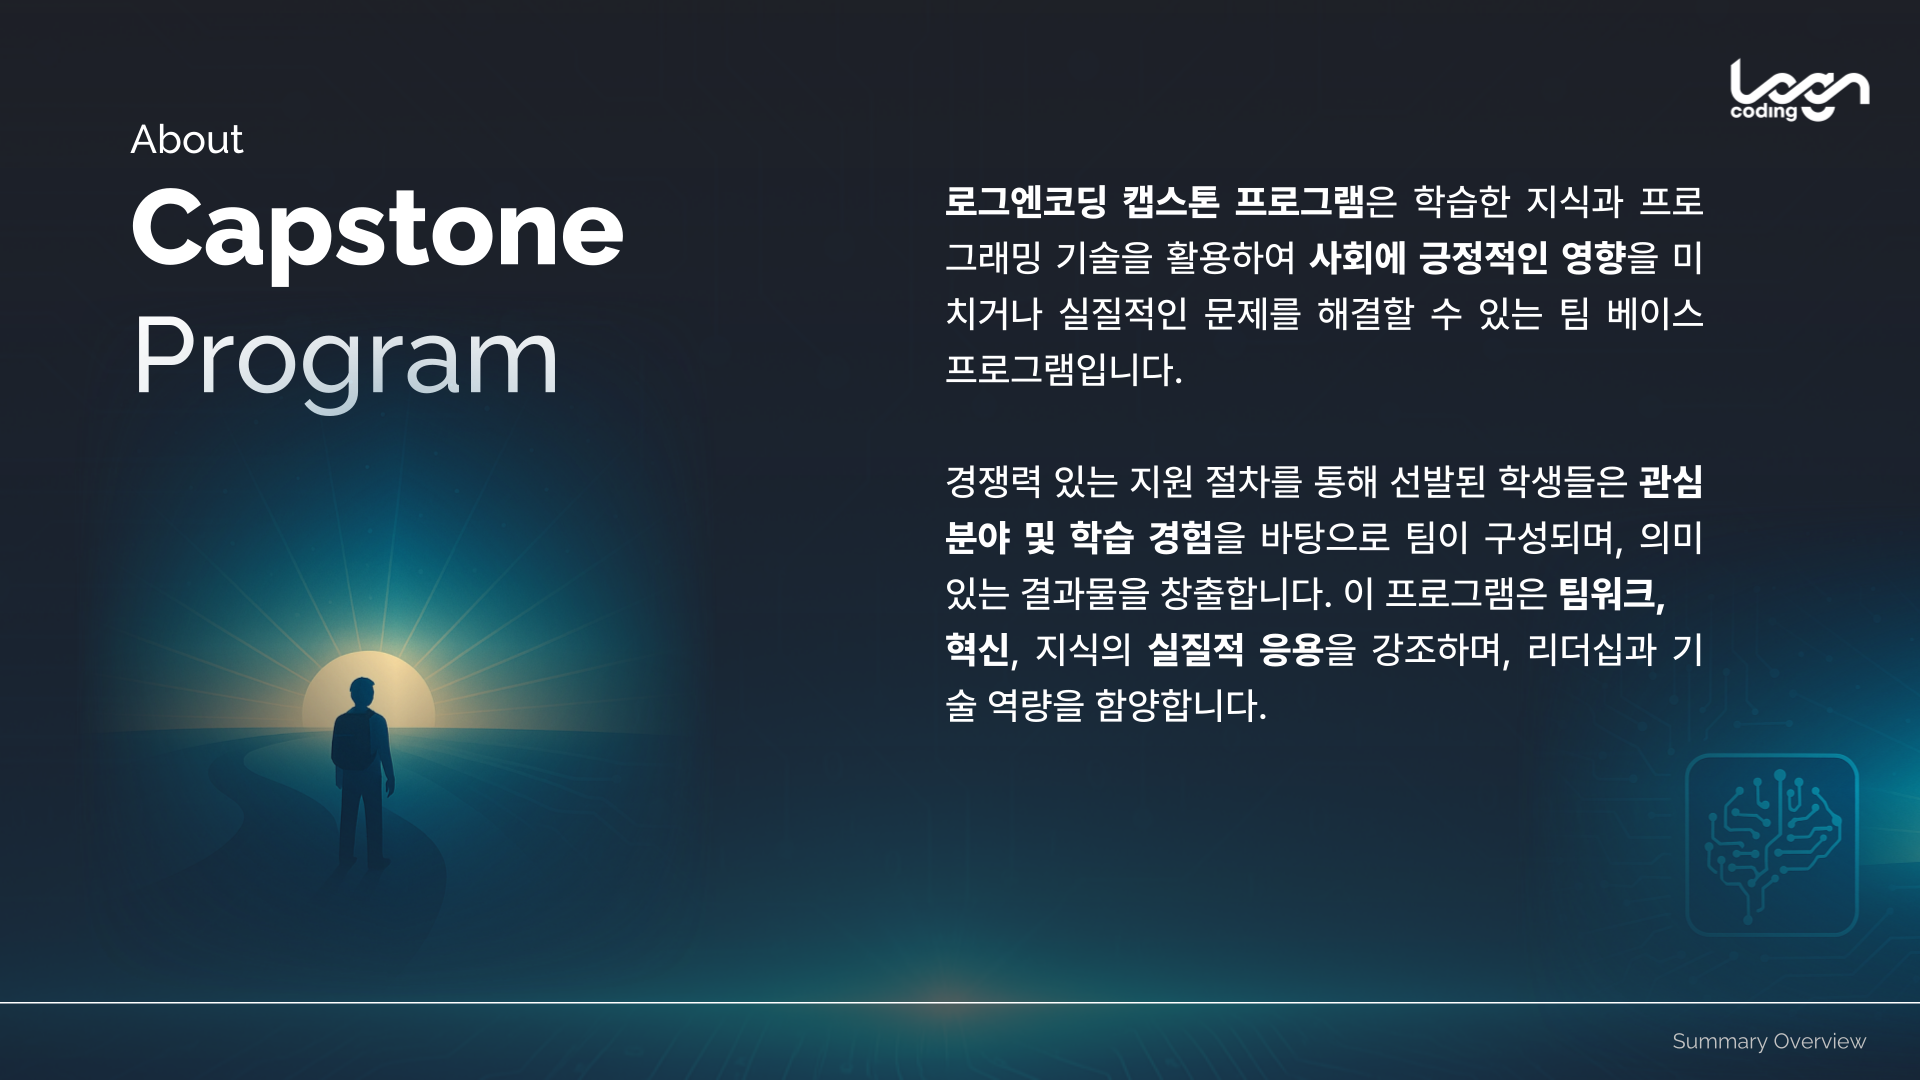 About
Capstone
Program
logn
coding
로그엔코딩 캡스톤 프로그램은 학습한 지식과 프로
그래밍 기술을 활용하여 사회에 긍정적인 영향을 미
치거나 실질적인 문제를 해결할 수 있는 팀 베이스
프로그램입니다.
경쟁력 있는 지원 절차를 통해 선발된 학생들은 관심
분야 및 학습 경험을 바탕으로 팀이 구성되며, 의미
있는 결과물을 창출합니다. 이 프로그램은 팀워크,
혁신, 지식의 실질적 응용을 강조하며, 리더십과 기
술 역량을 함양합니다.
Summary Overview